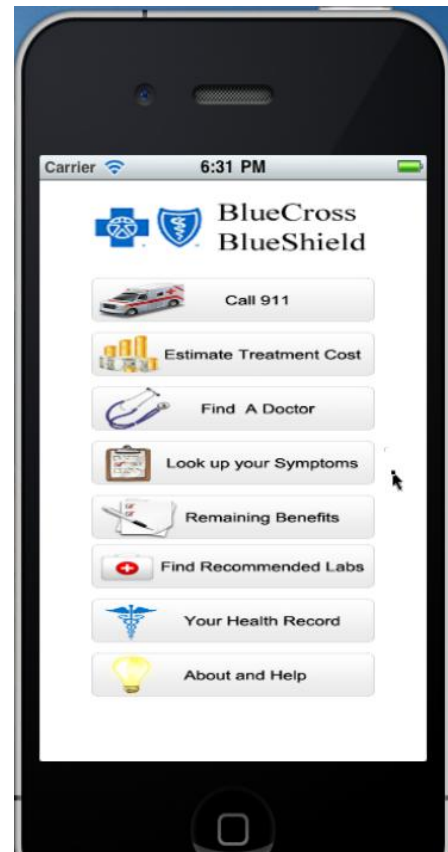 Carrier 6:31 PM
BlueCross
BlueShield
Call 911
Estimate Treatment Cost
Find A Doctor
Look up your Symptoms
Remaining Benefits
Find Recommended Labs
Your Health Record
About and Help